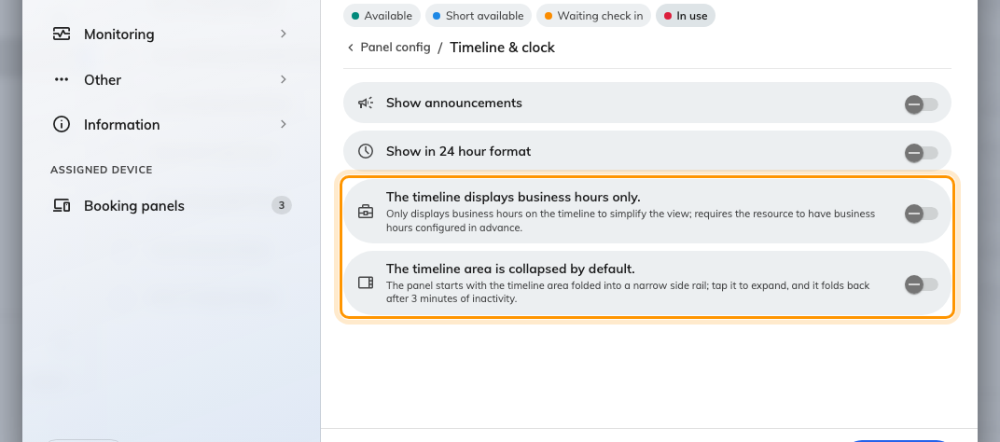 Monitoring
Other
Information
ASSIGNED DEVICE
Booking panels
3
Available
Short available
Waiting check in
In use
Panel config / Timeline & clock
Show announcements
Show in 24 hour format
The timeline displays business hours only.
Only displays business hours on the timeline to simplify the view; requires the resource to have business
hours configured in advance.
The timeline area is collapsed by default.
The panel starts with the timeline area folded into a narrow side rail; tap it to expand, and it folds back
after 3 minutes of inactivity.